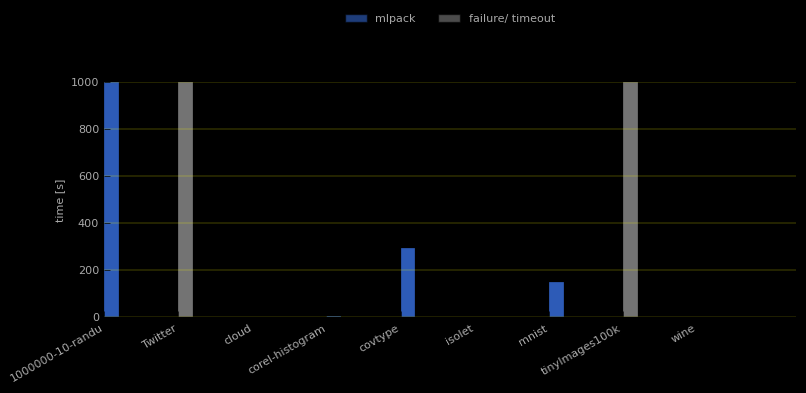 mlpack failure/ timeout
1000
800
600
400
200
0
time [s]
1000000-10-randu
Twitter
cloud
corel-histogram
covtype
isolet
mnist
tinyImages100k
wine